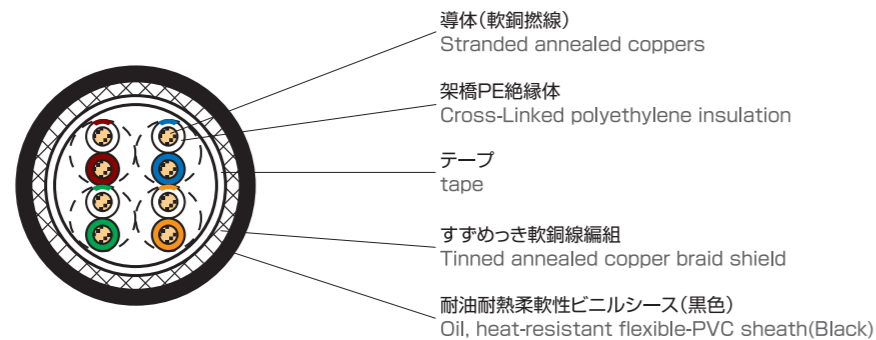 導体(軟銅撚線)
Stranded annealed coppers
架橋PE絶縁体
Cross-Linked polyethylene insulation
テープ
tape
すずめっき軟銅線編組
Tinned annealed copper braid shield
耐油耐熱柔軟性ビニルシース(黒色)
Oil, heat-resistant flexible-PVC sheath(Black)